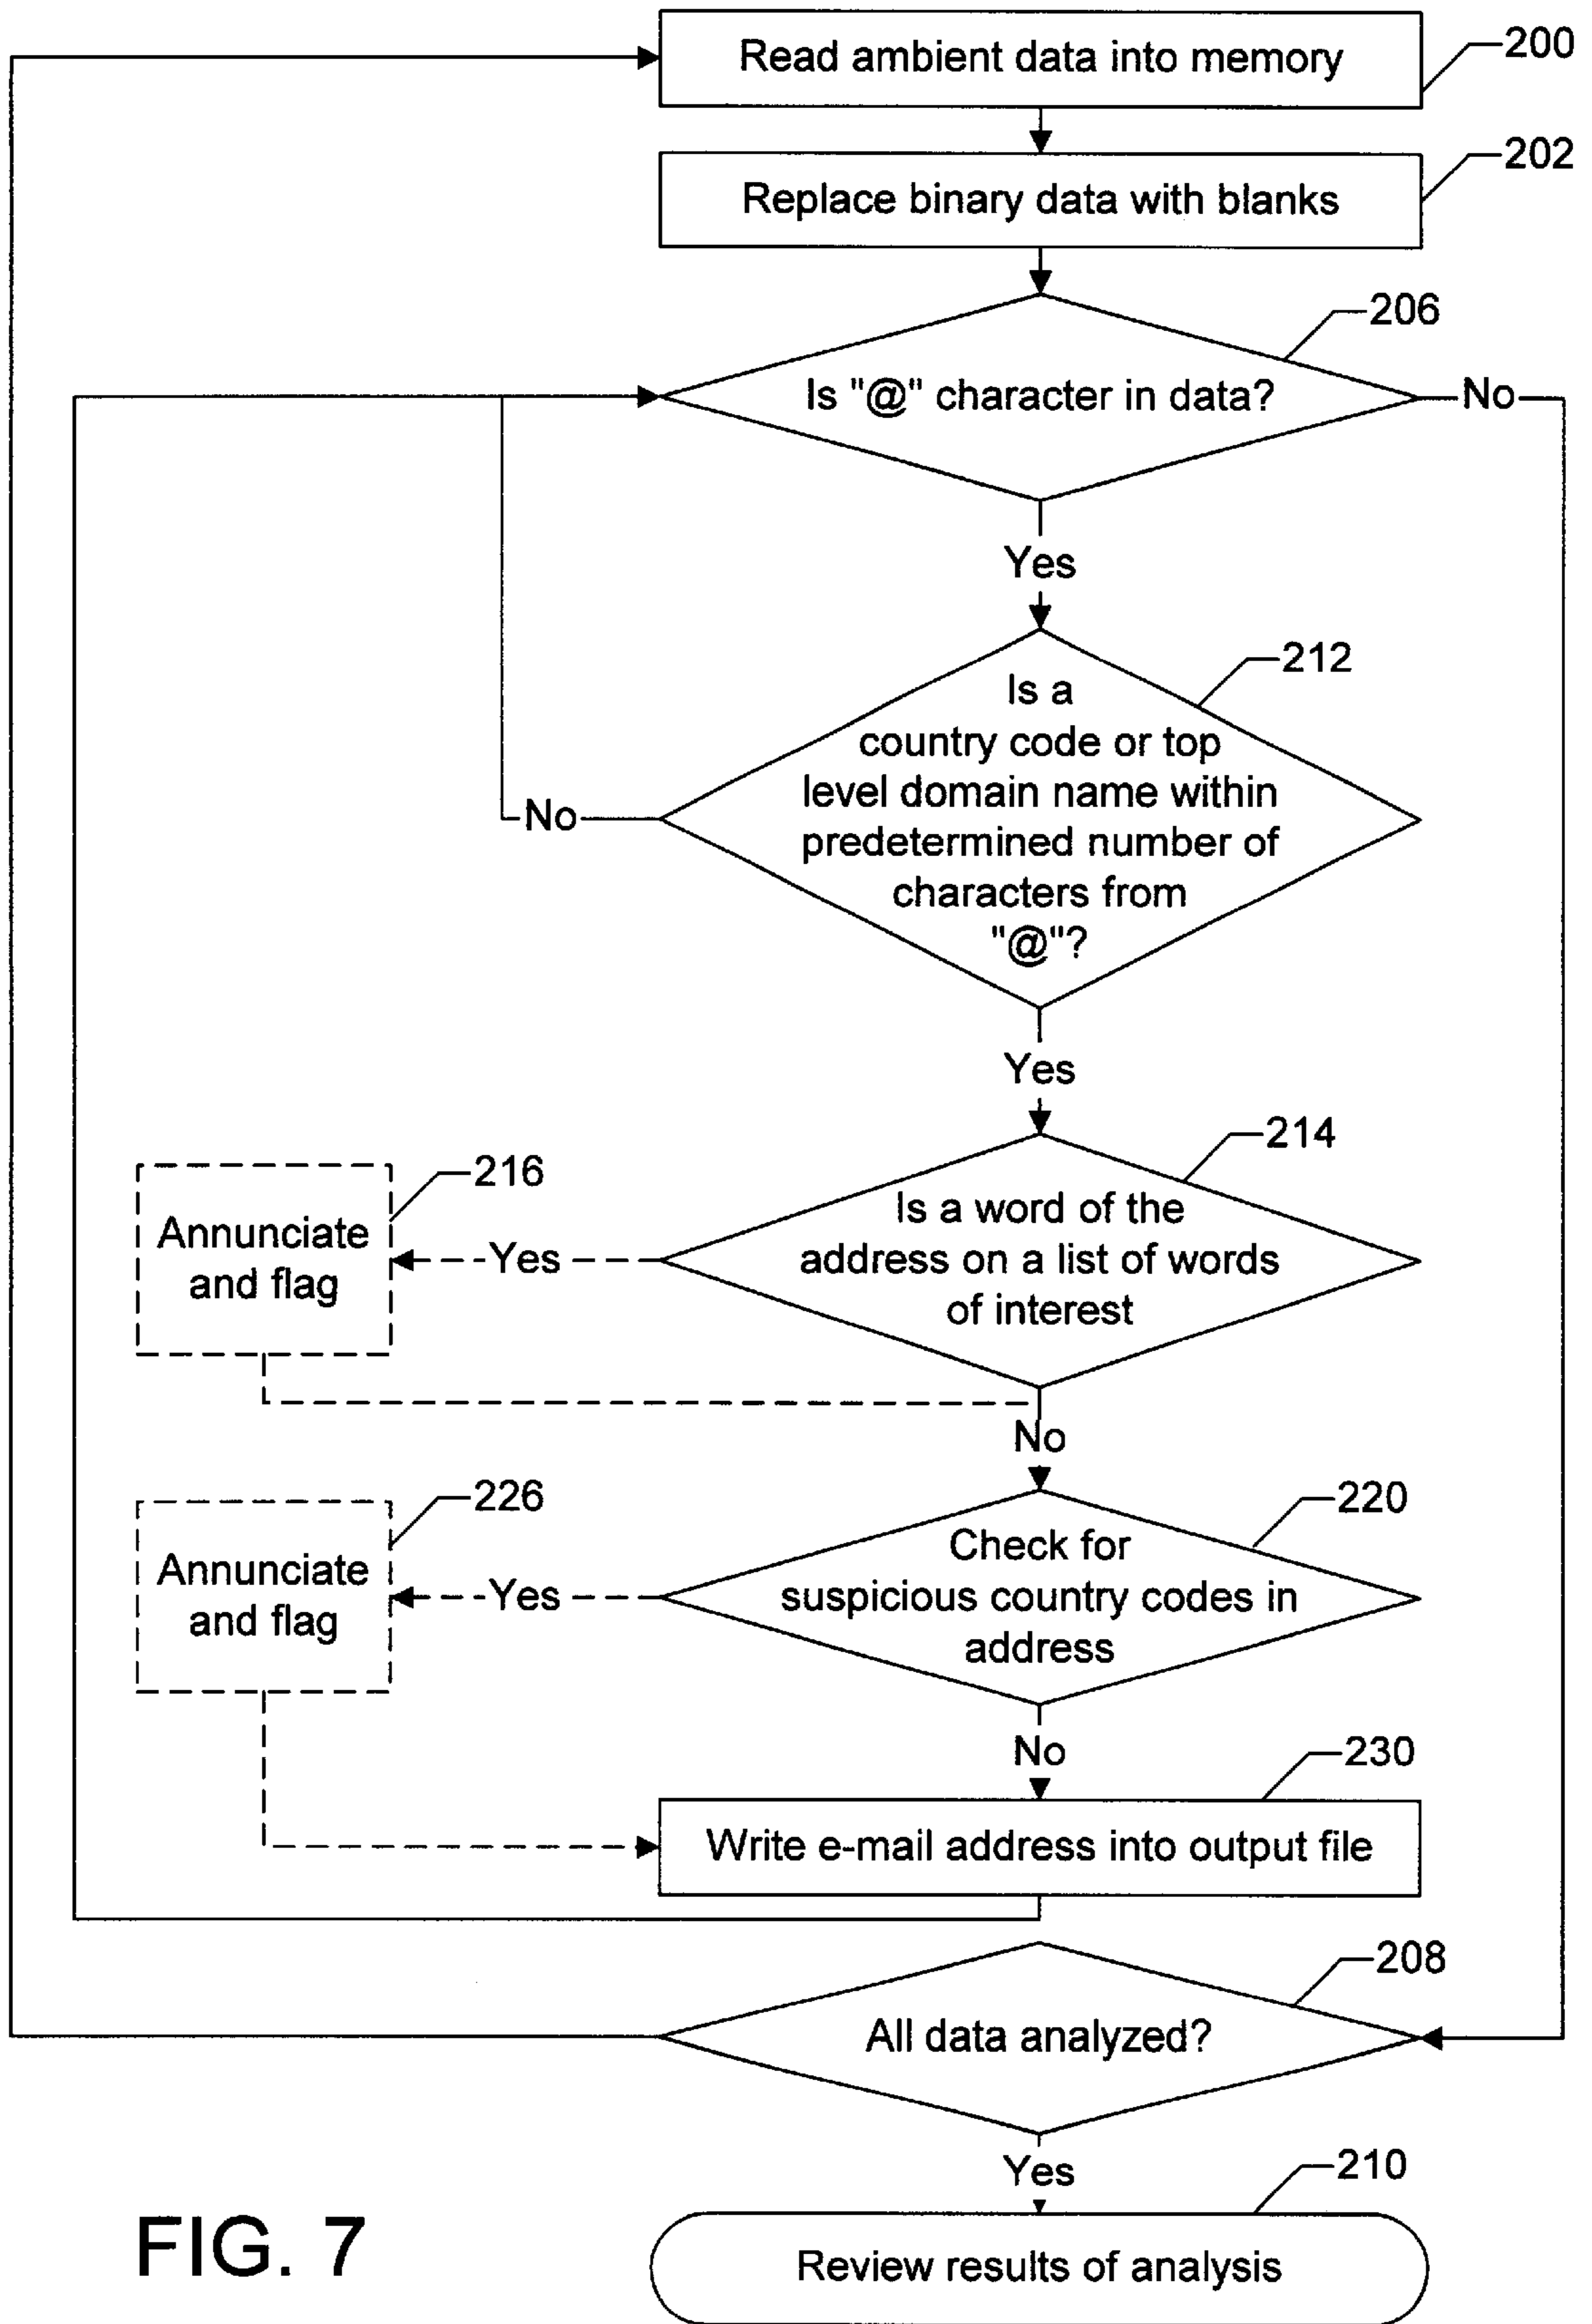 Read ambient data into memory
200
Replace binary data with blanks
202
206
Is "@" character in data?
No
Yes
212
Is a
country code or top
level domain name within
predetermined number of
characters from
"@"?
No
Yes
214
Is a word of the
address on a list of words
of interest
216
Annunciate
and flag
Yes
No
220
Check for
suspicious country codes in
address
226
Annunciate
and flag
Yes
No
230
Write e-mail address into output file
208
All data analyzed?
Yes
210
Review results of analysis
FIG. 7